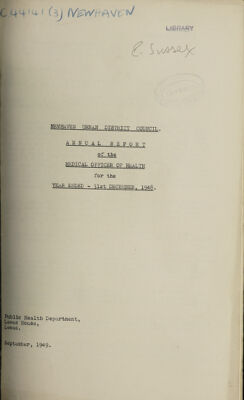 C 44141 (3) NEWHAVEN
LIBRARY
E. Sussex
NEWHAVEN URBAN DISTRICT COUNCIL.
ANNUAL REPORT
of the
MEDICAL OFFICER OF HEALTH
for the
YEAR ENDED - 31st DECEMBER, 1948.
Public Health Department,
Lewes House,
Lewes.
September, 1949.